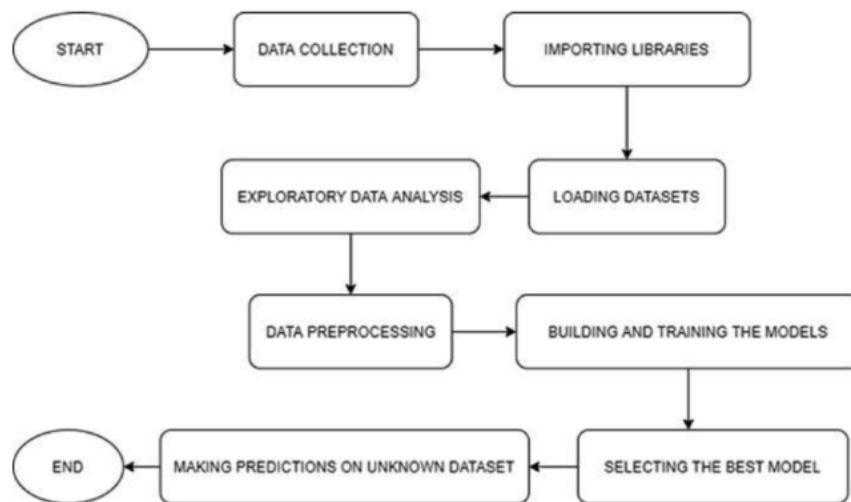 START
DATA COLLECTION
IMPORTING LIBRARIES
LOADING DATASETS
EXPLORATORY DATA ANALYSIS
DATA PREPROCESSING
BUILDING AND TRAINING THE MODELS
SELECTING THE BEST MODEL
MAKING PREDICTIONS ON UNKNOWN DATASET
END